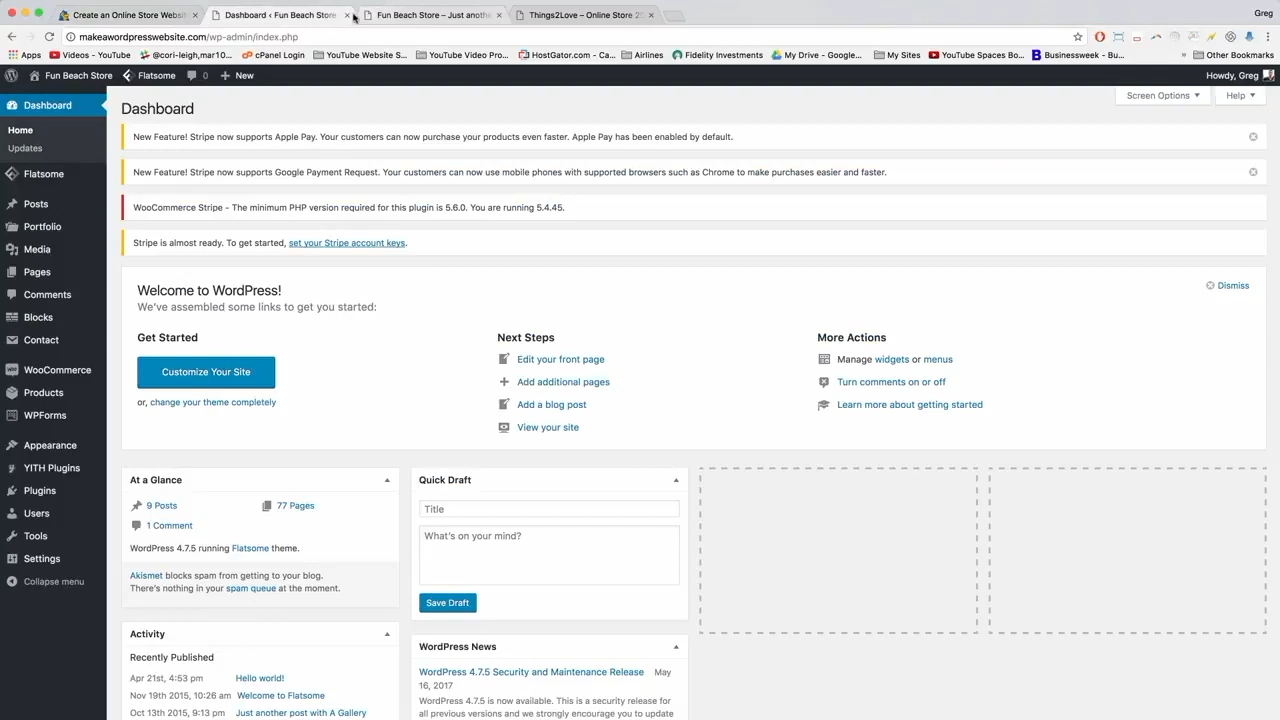 Create an Online Store Websi
Dashboard ‹ Fun Beach Store
Fun Beach Store – Just anoth
Things2Love – Online Store 2
Greg
makeawordpresswebsite.com/wp-admin/index.php
Apps
Videos - YouTube
@cori-leigh,mar10...
cPanel Login
YouTube Website S...
YouTube Video Pro...
HostGator.com - Ca...
Airlines
Fidelity Investments
My Drive - Google...
My Sites
YouTube Spaces Bo...
Businessweek - Bu...
»
Other Bookmarks
Fun Beach Store
Flatsome
0
New
Howdy, Greg
Dashboard
Home
Updates
Flatsome
Posts
Portfolio
Media
Pages
Comments
Blocks
Contact
WooCommerce
Products
WPForms
Appearance
YITH Plugins
Plugins
Users
Tools
Settings
Collapse menu
Screen Options
Help
Dashboard
New Feature! Stripe now supports Apple Pay. Your customers can now purchase your products even faster. Apple Pay has been enabled by default.
New Feature! Stripe now supports Google Payment Request. Your customers can now use mobile phones with supported browsers such as Chrome to make purchases easier and faster.
WooCommerce Stripe - The minimum PHP version required for this plugin is 5.6.0. You are running 5.4.45.
Stripe is almost ready. To get started, set your Stripe account keys.
Welcome to WordPress!
Dismiss
We've assembled some links to get you started:
Get Started
Customize Your Site
or, change your theme completely
Next Steps
Edit your front page
Add additional pages
Add a blog post
View your site
More Actions
Manage widgets or menus
Turn comments on or off
Learn more about getting started
At a Glance
9 Posts
77 Pages
1 Comment
WordPress 4.7.5 running Flatsome theme.
Akismet blocks spam from getting to your blog.
There's nothing in your spam queue at the moment.
Activity
Recently Published
Apr 21st, 4:53 pm Hello world!
Nov 19th 2015, 10:26 am Welcome to Flatsome
Oct 13th 2015, 9:13 pm Just another post with A Gallery
Quick Draft
Title
What's on your mind?
Save Draft
WordPress News
WordPress 4.7.5 Security and Maintenance Release May
16, 2017
WordPress 4.7.5 is now available. This is a security release for
all previous versions and we strongly encourage you to update